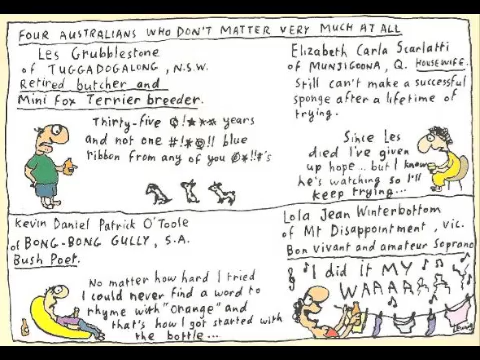 FOUR AUSTRALIANS WHO DON'T MATTER VERY MUCH AT ALL
LES GRUBBLESTONE
OF TUGGADOGALONG, N.S.W.
RETIRED BUTCHER AND
MINI FOX TERRIER BREEDER.
THIRTY-FIVE @!*** YEARS
AND NOT ONE #!*@!! BLUE
RIBBON FROM ANY OF YOU @*!!#'S
ELIZABETH CARLA SCARLATTI
OF MUNJIGOONA, Q. HOUSEWIFE.
STILL CAN'T MAKE A SUCCESSFUL
SPONGE AFTER A LIFETIME OF
TRYING.
SINCE LES
DIED I'VE GIVEN
UP HOPE... BUT I KNOW
HE'S WATCHING SO I'LL
KEEP TRYING...
KEVIN DANIEL PATRICK O'TOOLE
OF BONG-BONG GULLY, S.A.
BUSH POET.
NO MATTER HOW HARD I TRIED
I COULD NEVER FIND A WORD TO
RHYME WITH "ORANGE" AND
THAT'S HOW I GOT STARTED WITH
THE BOTTLE...
LOLA JEAN WINTERBOTTOM
OF MT DISAPPOINTMENT, VIC.
BON VIVANT AND AMATEUR SOPRANO
I DID IT MY
WAAAAH